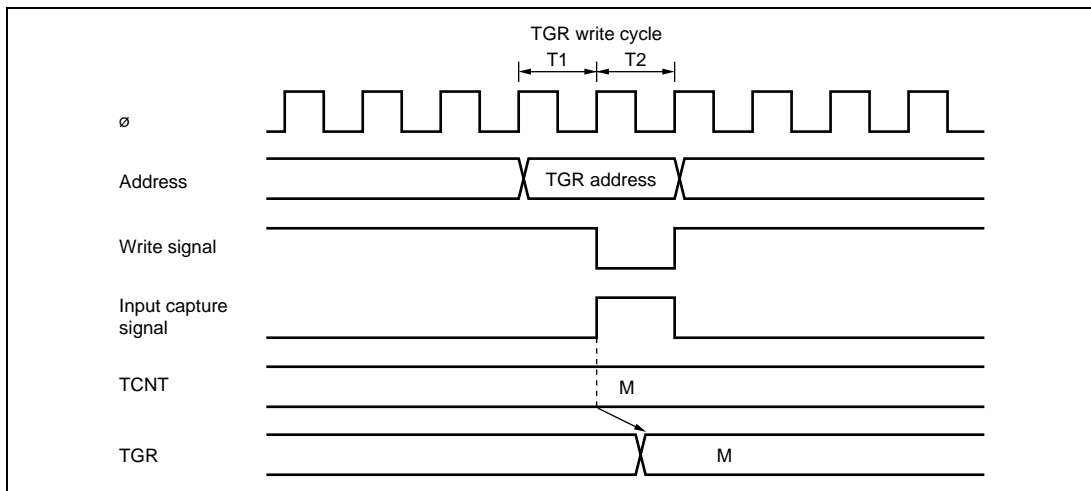 TGR write cycle
T1 T2
ø
Address
TGR address
Write signal
Input capture
signal
TCNT
M
TGR
M